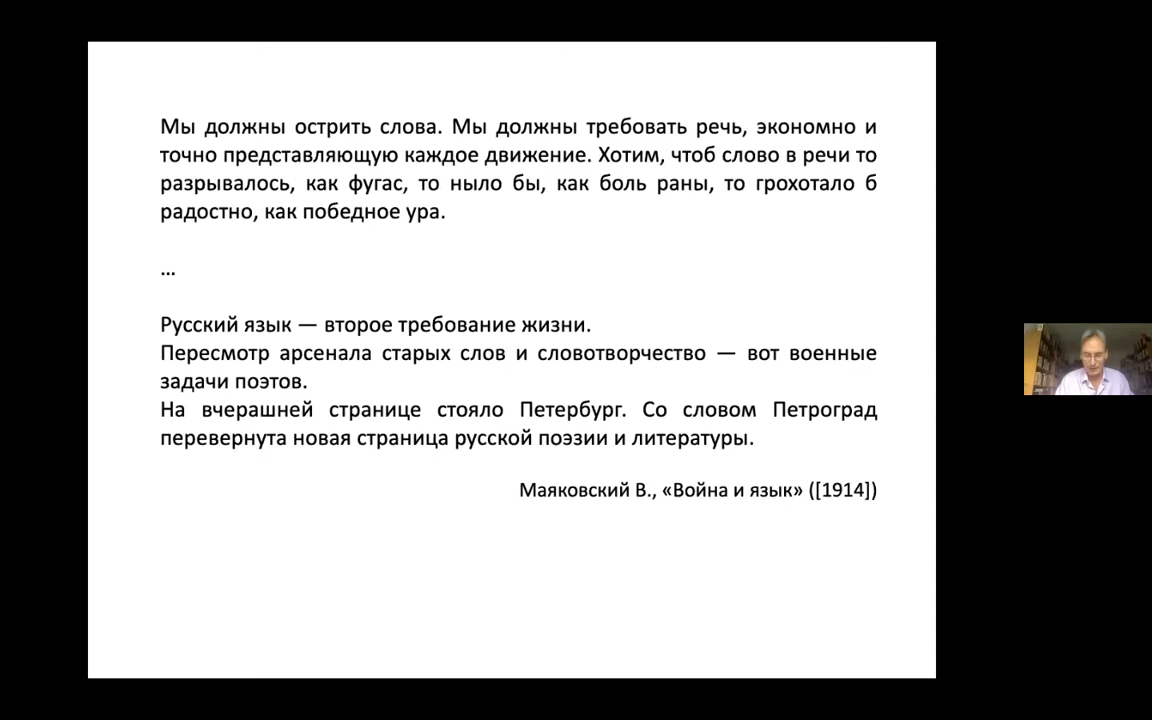 Мы должны острить слова. Мы должны требовать речь, экономно и
точно представляющую каждое движение. Хотим, чтоб слово в речи то
разрывалось, как фугас, то ныло бы, как боль раны, то грохотало б
радостно, как победное ура.
…
Русский язык — второе требование жизни.
Пересмотр арсенала старых слов и словотворчество — вот военные
задачи поэтов.
На вчерашней странице стояло Петербург. Со словом Петроград
перевернута новая страница русской поэзии и литературы.
Маяковский В., «Война и язык» ([1914])